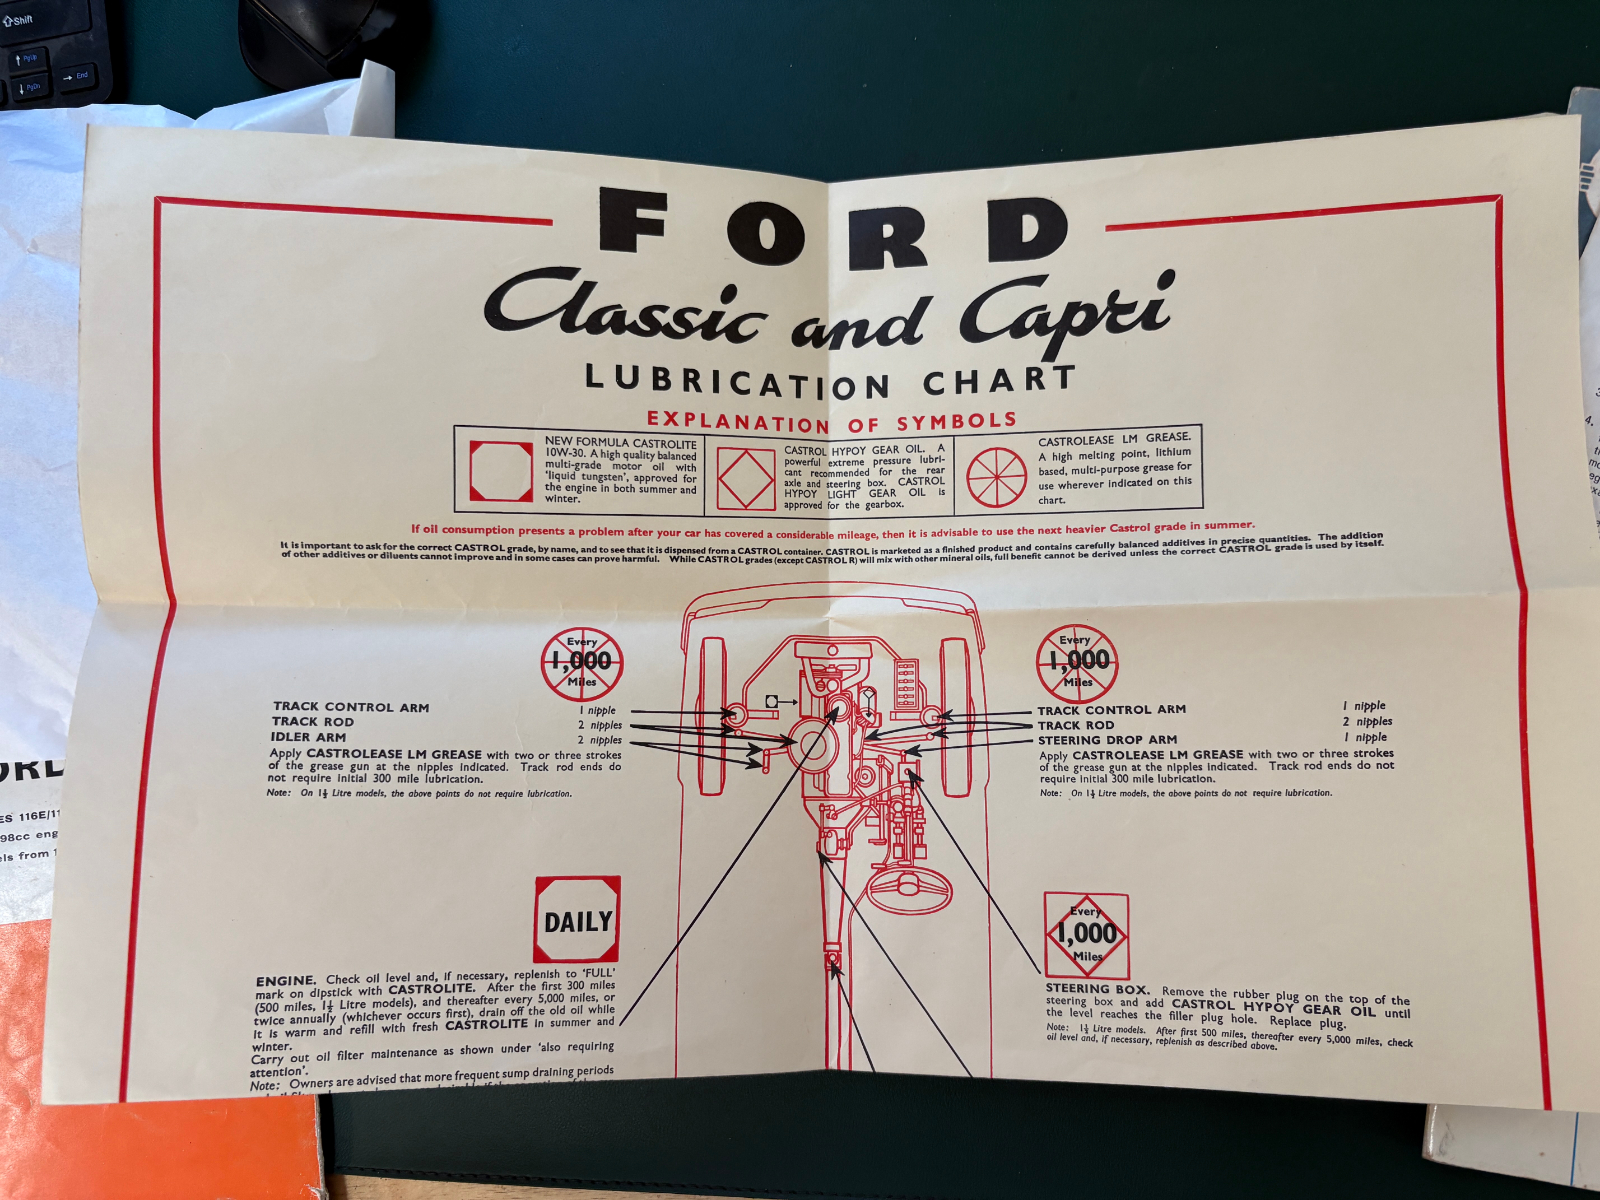 Shift
PgUp
PgDn
End
FORD
Classic and Capri
LUBRICATION CHART
EXPLANATION OF SYMBOLS
NEW FORMULA CASTROLITE
10W-30. A high quality balanced
multi-grade motor oil with
'liquid tungsten', approved for
the engine in both summer and
winter.
CASTROL HYPOY GEAR OIL. A
powerful extreme pressure lubri-
cant recommended for the rear
axle and steering box. CASTROL
HYPOY LIGHT GEAR OIL is
approved for the gearbox.
CASTROLEASE LM GREASE.
A high melting point, lithium
based, multi-purpose grease for
use wherever indicated on this
chart.
If oil consumption presents a problem after your car has covered a considerable mileage, then it is advisable to use the next heavier Castrol grade in summer.
It is important to ask for the correct CASTROL grade, by name, and to see that it is dispensed from a CASTROL container. CASTROL is marketed as a finished product and contains carefully balanced additives in precise quantities. The addition
of other additives or diluents cannot improve and in some cases can prove harmful. While CASTROL grades (except CASTROL R) will mix with other mineral oils, full benefit cannot be derived unless the correct CASTROL grade is used by itself.
Every
1,000
Miles
TRACK CONTROL ARM 1 nipple
TRACK ROD 2 nipples
IDLER ARM 2 nipples
Apply CASTROLEASE LM GREASE with two or three strokes
of the grease gun at the nipples indicated. Track rod ends do
not require initial 300 mile lubrication.
Note: On 1½ Litre models, the above points do not require lubrication.
Every
1,000
Miles
TRACK CONTROL ARM 1 nipple
TRACK ROD 2 nipples
STEERING DROP ARM 1 nipple
Apply CASTROLEASE LM GREASE with two or three strokes
of the grease gun at the nipples indicated. Track rod ends do not
require initial 300 mile lubrication.
Note: On 1½ Litre models, the above points do not require lubrication.
DAILY
ENGINE. Check oil level and, if necessary, replenish to 'FULL'
mark on dipstick with CASTROLITE. After the first 300 miles
(500 miles, 1½ Litre models), and thereafter every 5,000 miles, or
twice annually (whichever occurs first), drain off the old oil while
it is warm and refill with fresh CASTROLITE in summer and
winter.
Carry out oil filter maintenance as shown under 'also requiring
attention'.
Note: Owners are advised that more frequent sump draining periods
Every
1,000
Miles
STEERING BOX. Remove the rubber plug on the top of the
steering box and add CASTROL HYPOY GEAR OIL until
the level reaches the filler plug hole. Replace plug.
Note: 1½ Litre models. After first 500 miles, thereafter every 5,000 miles, check
oil level and, if necessary, replenish as described above.
ES 116E/11
98cc eng
els from 1
4.